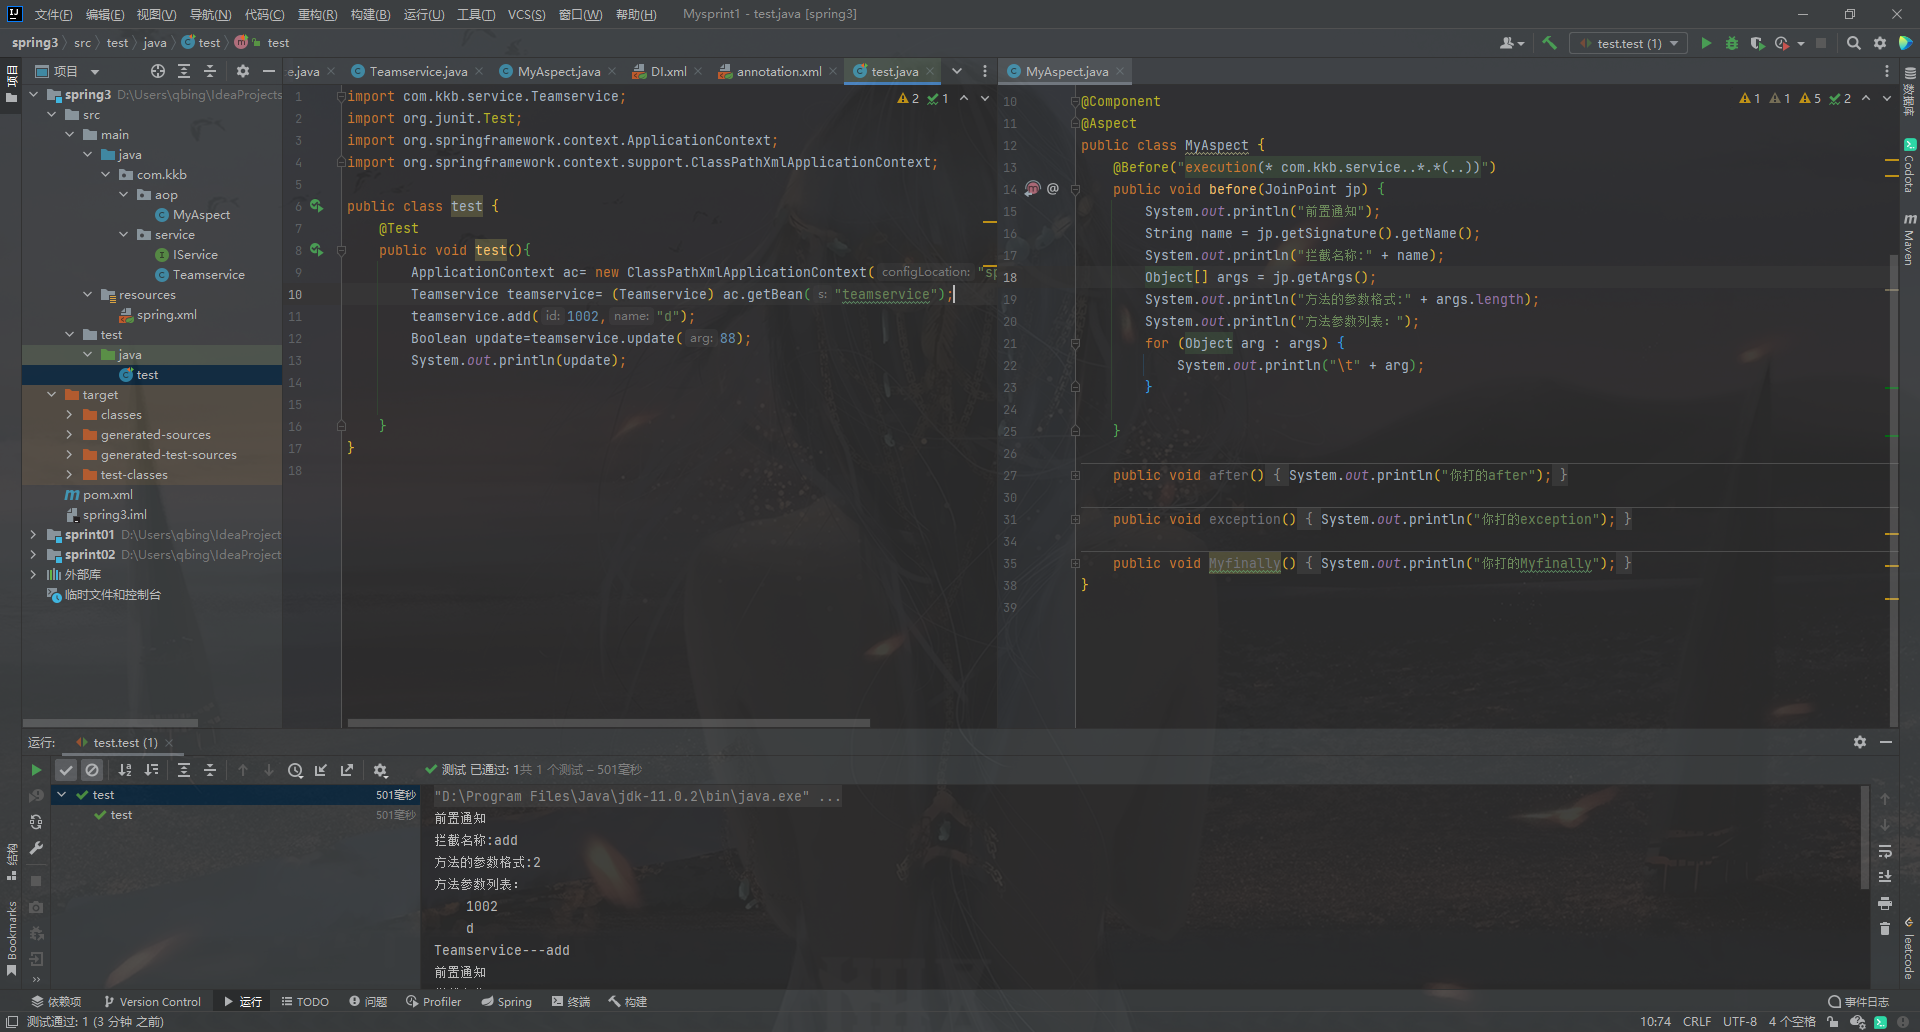 文件(F) 编辑(E) 视图(V) 导航(N) 代码(C) 重构(R) 构建(B) 运行(U) 工具(T) VCS(S) 窗口(W) 帮助(H) Mysprint1 - test.java [spring3]
spring3 src test java test test
test.test (1)
项目
e.java Teamservice.java MyAspect.java DI.xml annotation.xml test.java
MyAspect.java
项目
spring3 D:\Users\qbing\IdeaProjects
src
main
java
com.kkb
aop
MyAspect
service
IService
Teamservice
resources
spring.xml
test
java
test
target
classes
generated-sources
generated-test-sources
test-classes
pom.xml
spring3.iml
sprint01 D:\Users\qbing\IdeaProject
sprint02 D:\Users\qbing\IdeaProject
外部库
临时文件和控制台
2 1
1 import com.kkb.service.Teamservice;
2 import org.junit.Test;
3 import org.springframework.context.ApplicationContext;
4 import org.springframework.context.support.ClassPathXmlApplicationContext;
5
6 public class test {
7 @Test
8 public void test(){
9 ApplicationContext ac= new ClassPathXmlApplicationContext( configLocation: "sp
10 Teamservice teamservice= (Teamservice) ac.getBean( s: "teamservice");
11 teamservice.add( id: 1002, name: "d");
12 Boolean update=teamservice.update( arg: 88);
13 System.out.println(update);
14
15
16 }
17 }
18
1 1 5 2
10 @Component
11 @Aspect
12 public class MyAspect {
13 @Before("execution(* com.kkb.service..*.*(..))")
14 public void before(JoinPoint jp) {
15 System.out.println("前置通知");
16 String name = jp.getSignature().getName();
17 System.out.println("拦截名称:" + name);
18 Object[] args = jp.getArgs();
19 System.out.println("方法的参数格式:" + args.length);
20 System.out.println("方法参数列表: ");
21 for (Object arg : args) {
22 System.out.println("\t" + arg);
23 }
24
25 }
26
27 public void after() { System.out.println("你打的after"); }
30
31 public void exception() { System.out.println("你打的exception"); }
34
35 public void Myfinally() { System.out.println("你打的Myfinally"); }
38 }
39
数据库
Codota
Maven
leetcode
结构
Bookmarks
运行: test.test (1)
测试 已通过: 1共 1 个测试 – 501毫秒
test 501毫秒
test 501毫秒
"D:\Program Files\Java\jdk-11.0.2\bin\java.exe" ...
前置通知
拦截名称:add
方法的参数格式:2
方法参数列表:
1002
d
Teamservice---add
前置通知
依赖项 Version Control 运行 TODO 问题 Profiler Spring 终端 构建 事件日志
测试通过: 1 (3 分钟 之前) 10:74 CRLF UTF-8 4 个空格